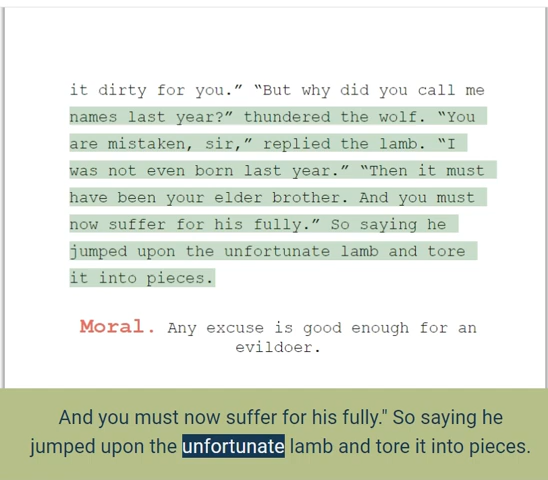 it dirty for you.” “But why did you call me
names last year?” thundered the wolf. “You
are mistaken, sir,” replied the lamb. “I
was not even born last year.” “Then it must
have been your elder brother. And you must
now suffer for his fully.” So saying he
jumped upon the unfortunate lamb and tore
it into pieces.
Moral. Any excuse is good enough for an
evildoer.
And you must now suffer for his fully." So saying he
jumped upon the unfortunate lamb and tore it into pieces.